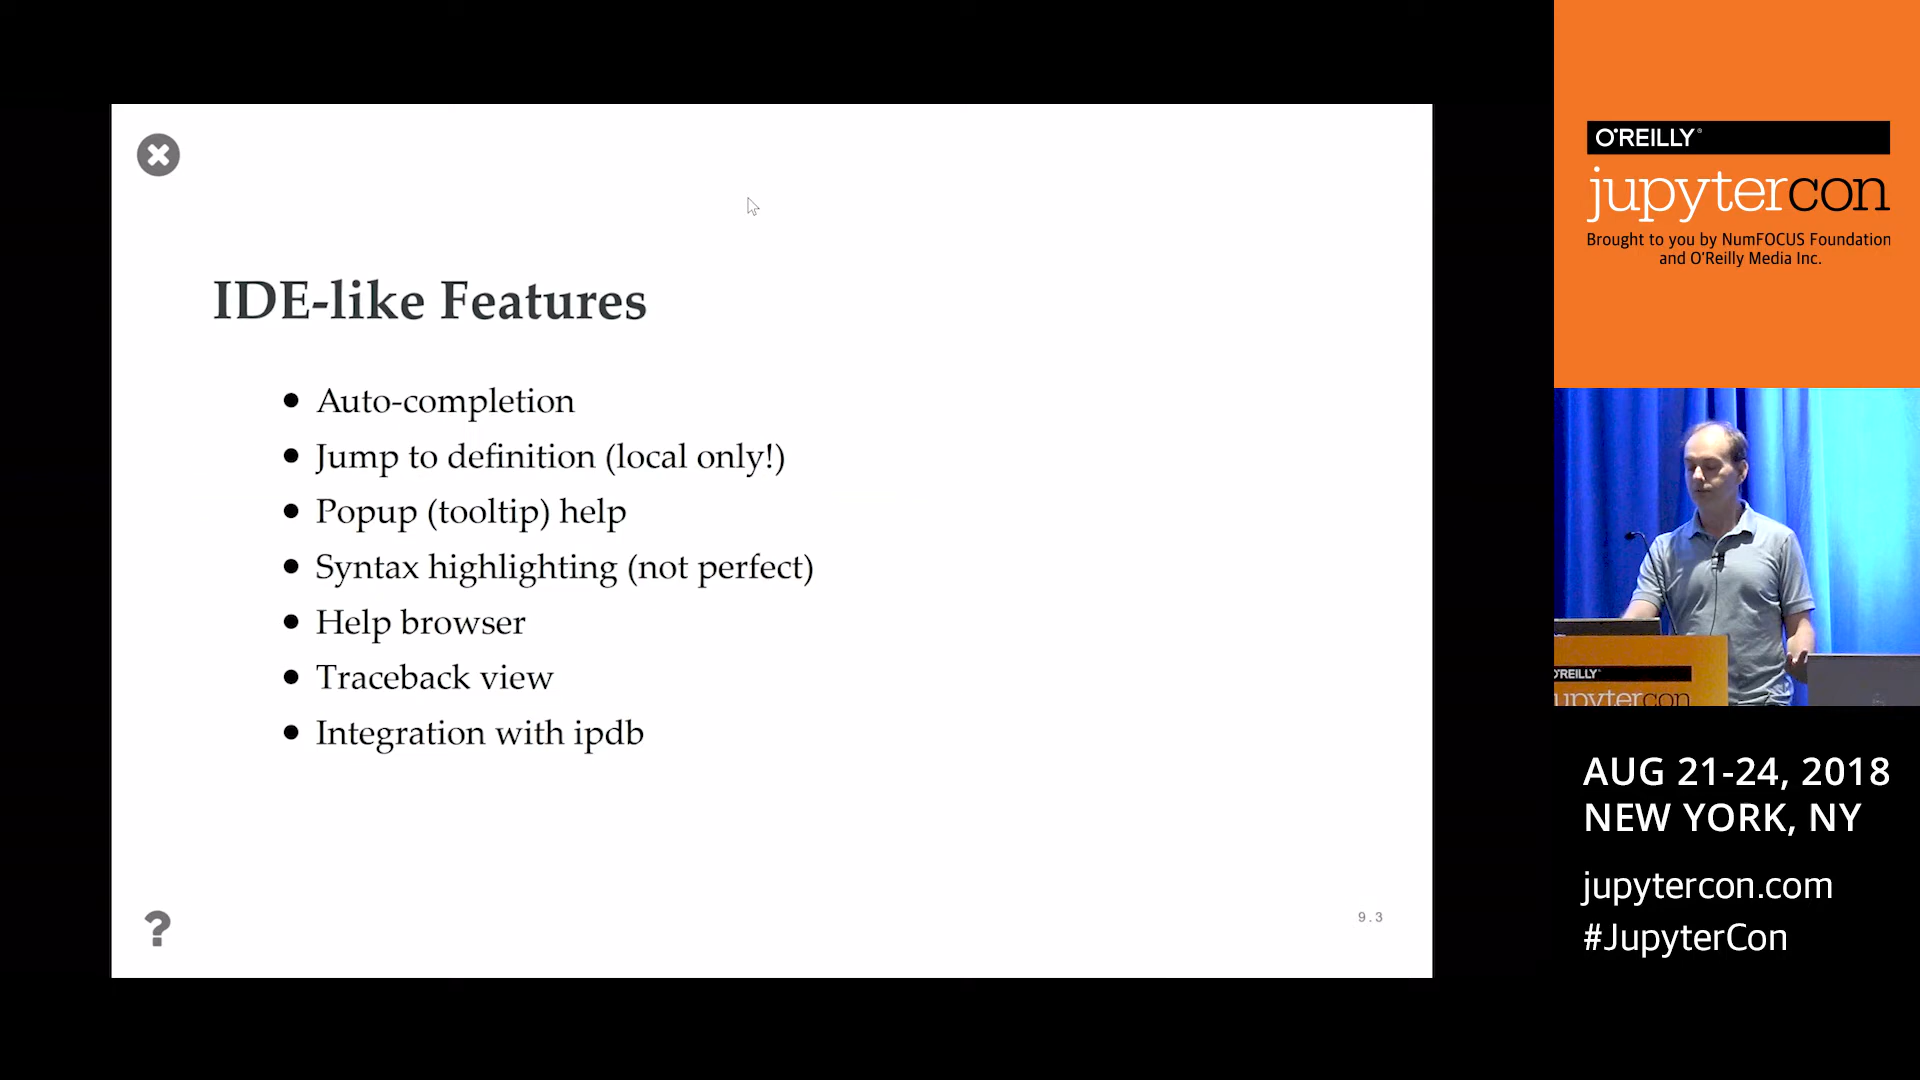 IDE-like Features
Auto-completion
Jump to definition (local only!)
Popup (tooltip) help
Syntax highlighting (not perfect)
Help browser
Traceback view
Integration with ipdb
?
9.3
O'REILLY®
jupytercon
Brought to you by NumFOCUS Foundation
and O'Reilly Media Inc.
O'REILLY
jupytercon
AUG 21-24, 2018
NEW YORK, NY
jupytercon.com
#JupyterCon